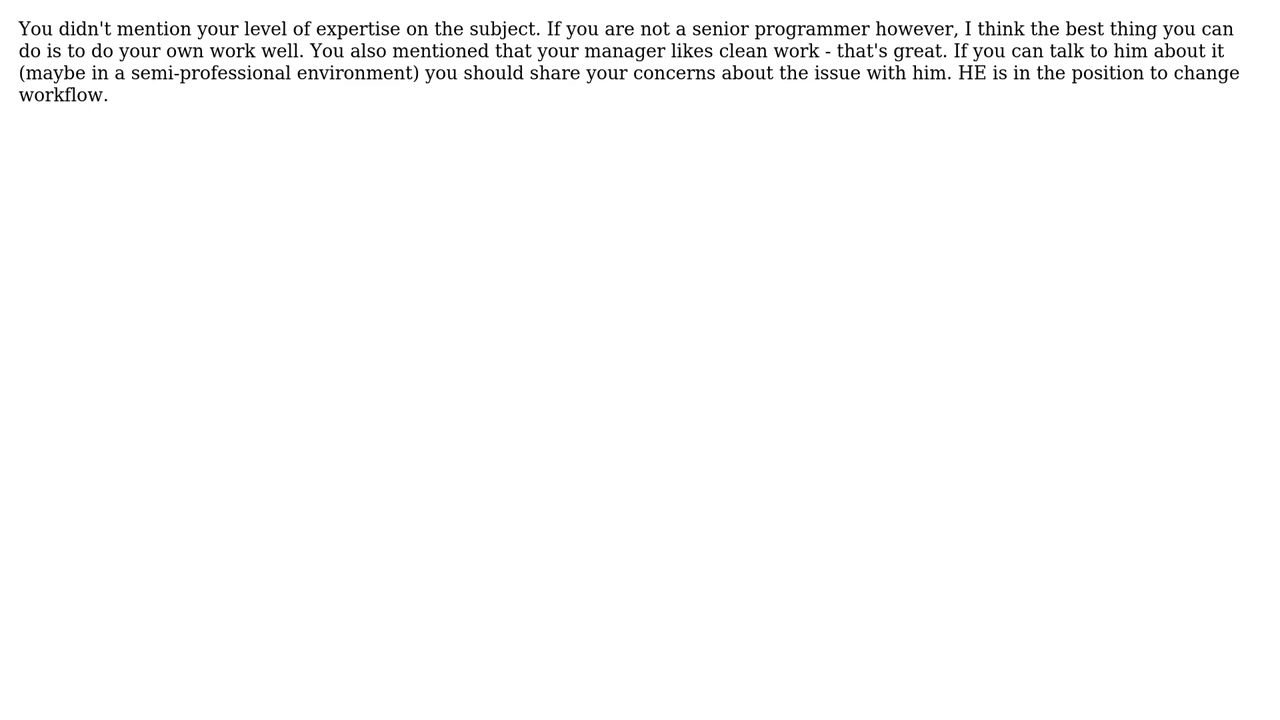 You didn't mention your level of expertise on the subject. If you are not a senior programmer however, I think the best thing you can
do is to do your own work well. You also mentioned that your manager likes clean work - that's great. If you can talk to him about it
(maybe in a semi-professional environment) you should share your concerns about the issue with him. HE is in the position to change
workflow.